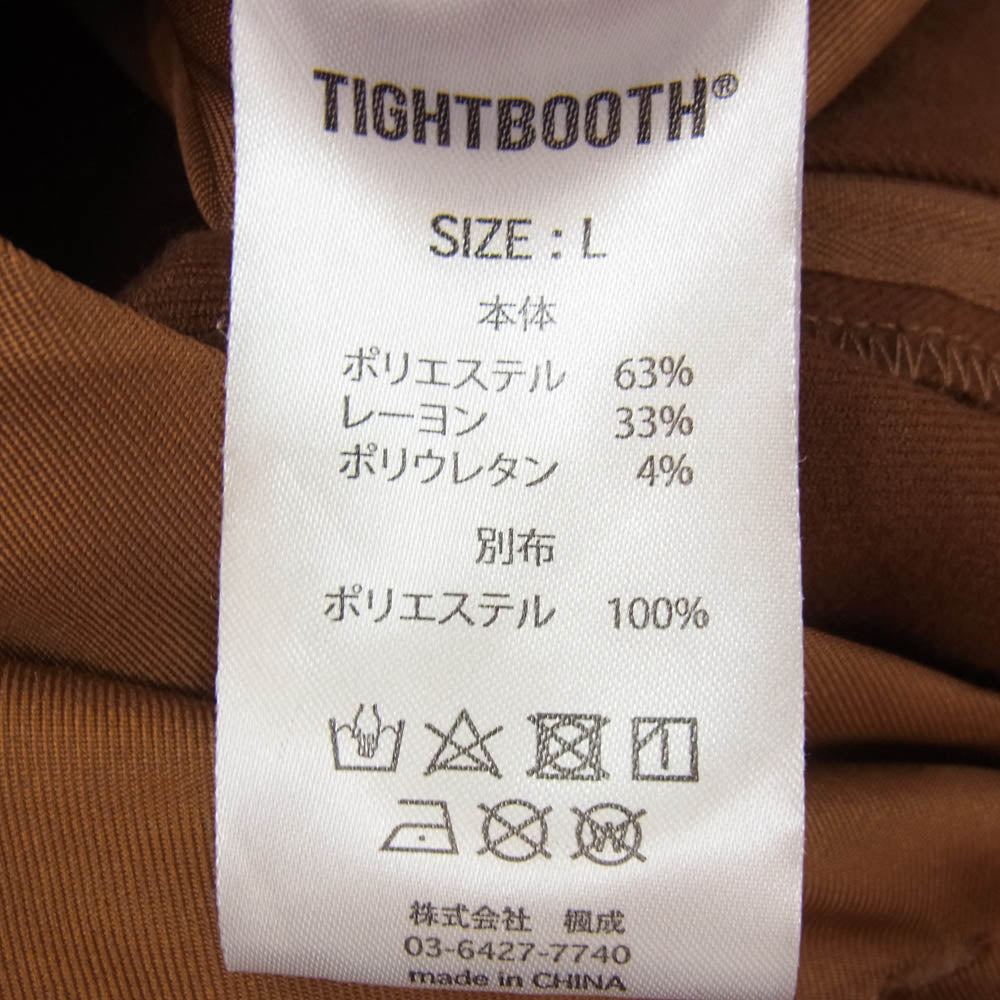 TIGHTBOOTH®
SIZE : L
本体
ポリエステル 63%
レーヨン 33%
ポリウレタン 4%
別布
ポリエステル 100%
株式会社 楓成
03-6427-7740
made in CHINA